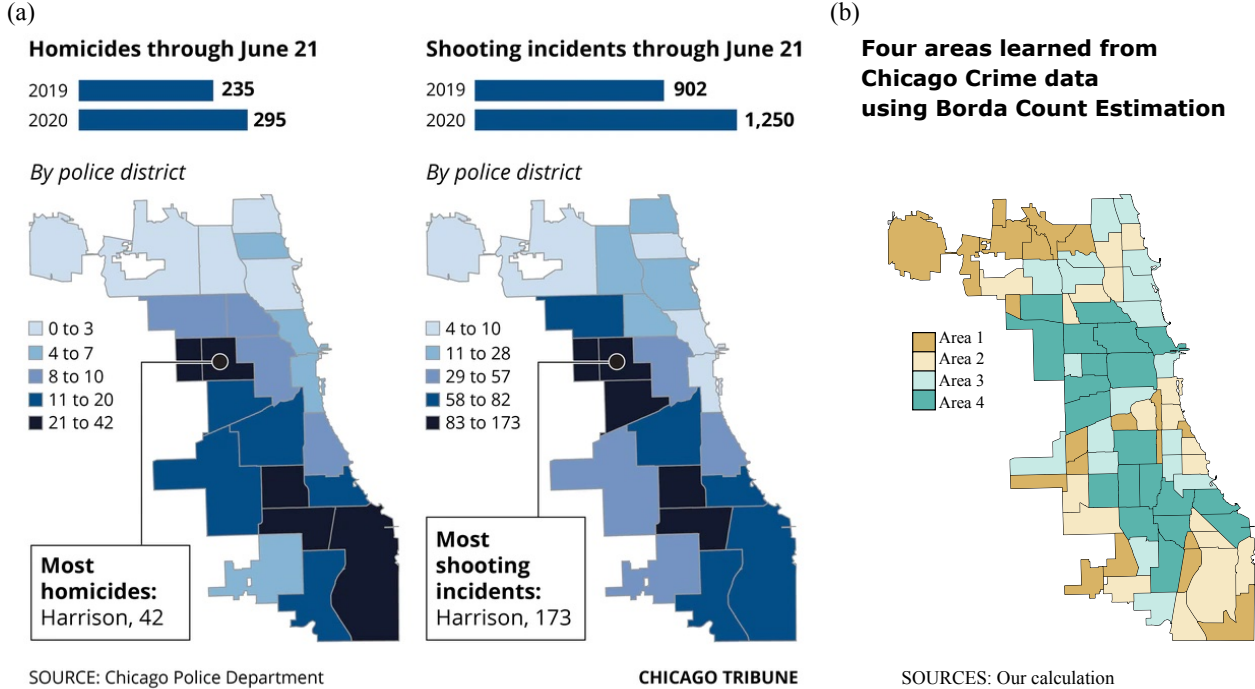 (a)
Homicides through June 21
2019 235
2020 295
By police district
0 to 3
4 to 7
8 to 10
11 to 20
21 to 42
Most
homicides:
Harrison, 42
SOURCE: Chicago Police Department
Shooting incidents through June 21
2019 902
2020 1,250
By police district
4 to 10
11 to 28
29 to 57
58 to 82
83 to 173
Most
shooting
incidents:
Harrison, 173
CHICAGO TRIBUNE
(b)
Four areas learned from
Chicago Crime data
using Borda Count Estimation
Area 1
Area 2
Area 3
Area 4
SOURCES: Our calculation